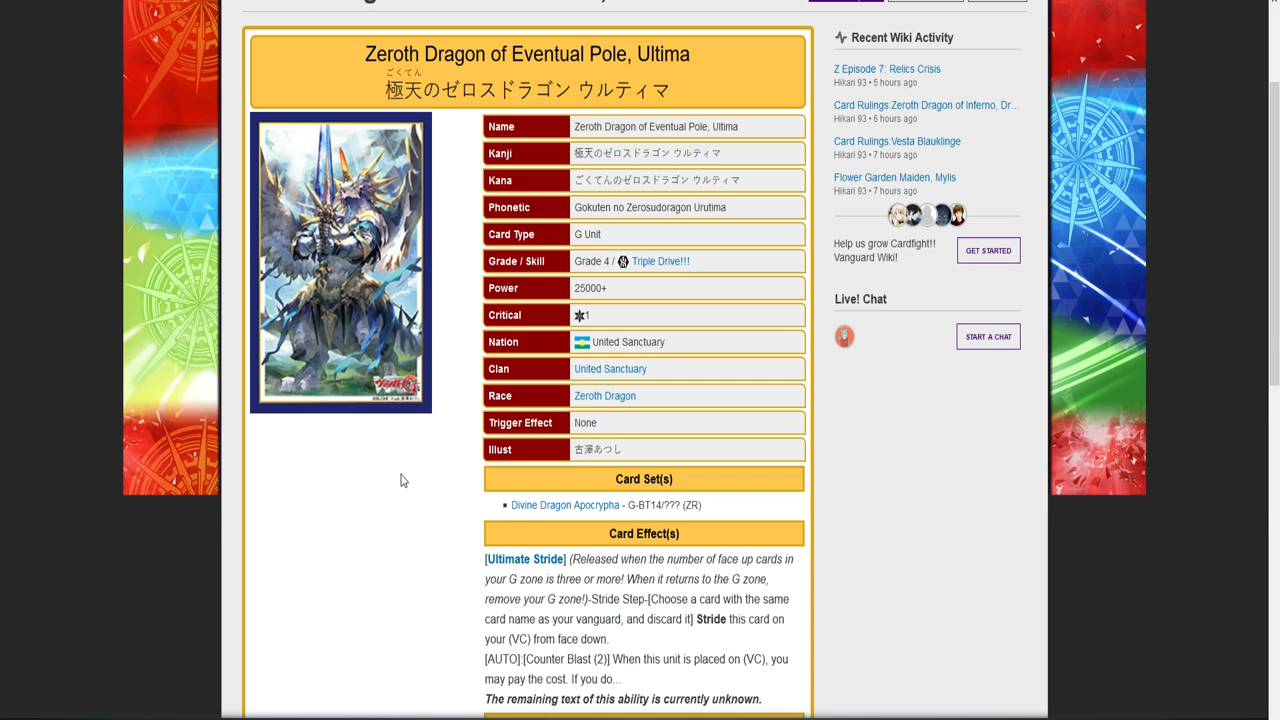 Zeroth Dragon of Eventual Pole, Ultima
ごくてん
極天のゼロスドラゴン ウルティマ
Name Zeroth Dragon of Eventual Pole, Ultima
Kanji 極天のゼロスドラゴン ウルティマ
Kana ごくてんのゼロスドラゴン ウルティマ
Phonetic Gokuten no Zerosudoragon Urutima
Card Type G Unit
Grade / Skill Grade 4 / Triple Drive!!!
Power 25000+
Critical 1
Nation United Sanctuary
Clan United Sanctuary
Race Zeroth Dragon
Trigger Effect None
Illust 古澤あつし
Card Set(s)
Divine Dragon Apocrypha - G-BT14/??? (ZR)
Card Effect(s)
[Ultimate Stride] (Released when the number of face up cards in
your G zone is three or more! When it returns to the G zone,
remove your G zone!)-Stride Step-[Choose a card with the same
card name as your vanguard, and discard it] Stride this card on
your (VC) from face down.
[AUTO]:[Counter Blast (2)] When this unit is placed on (VC), you
may pay the cost. If you do...
The remaining text of this ability is currently unknown.
Recent Wiki Activity
Z Episode 7: Relics Crisis
Hikari 93 • 5 hours ago
Card Rulings:Zeroth Dragon of Inferno, Dr...
Hikari 93 • 6 hours ago
Card Rulings:Vesta Blauklinge
Hikari 93 • 7 hours ago
Flower Garden Maiden, Mylis
Hikari 93 • 7 hours ago
Help us grow Cardfight!!
Vanguard Wiki!
GET STARTED
Live! Chat
START A CHAT